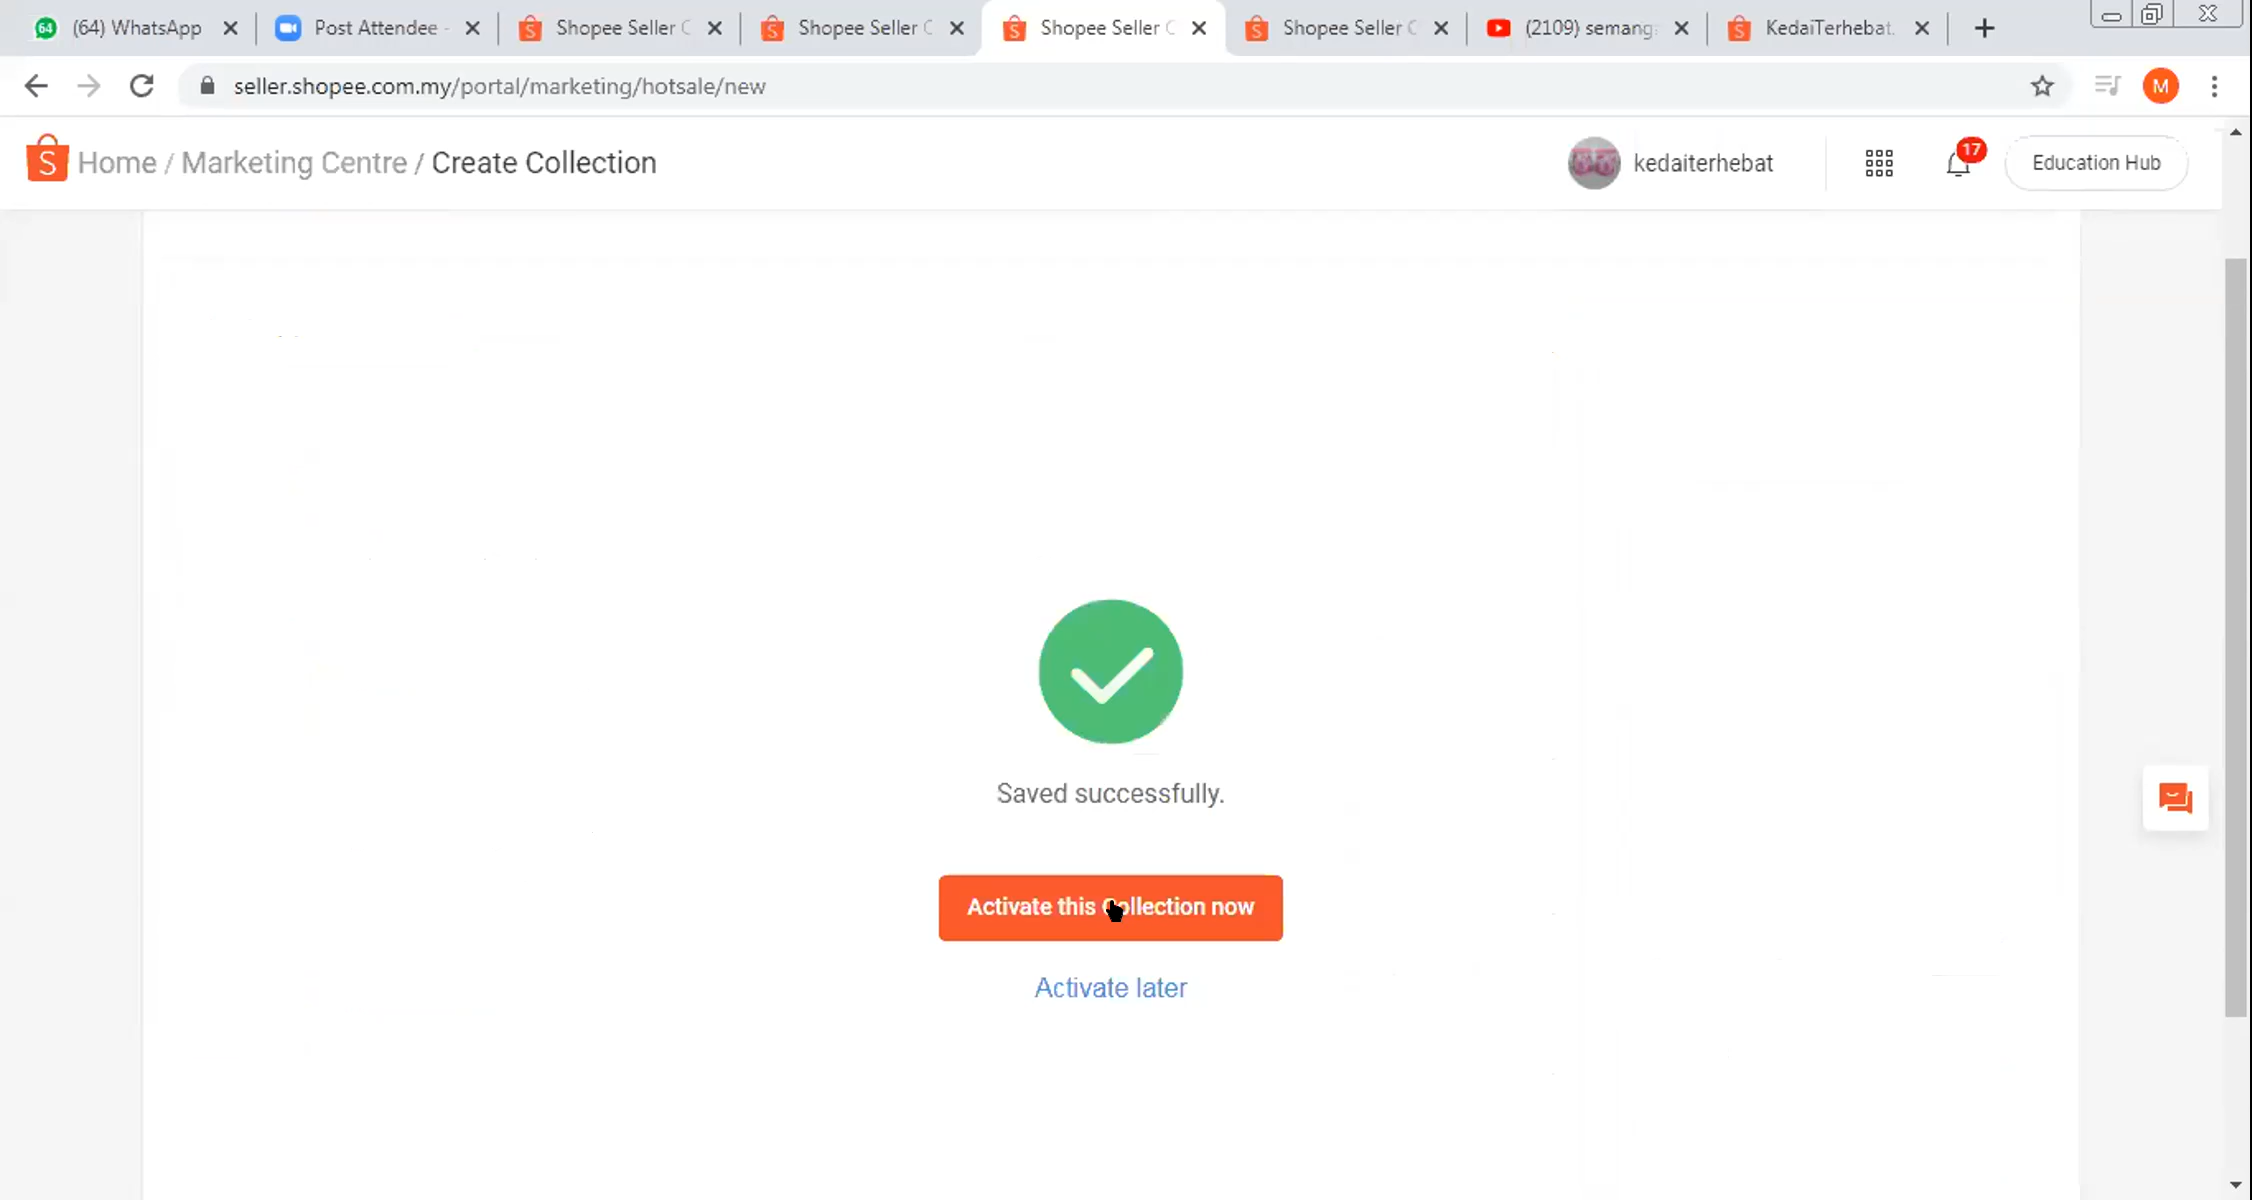 64 (64) WhatsApp
Post Attendee -
Shopee Seller C
Shopee Seller C
Shopee Seller C
Shopee Seller C
(2109) semang
KedaiTerhebat.
seller.shopee.com.my/portal/marketing/hotsale/new
M
S Home / Marketing Centre / Create Collection
kedaiterhebat
17
Education Hub
Saved successfully.
Activate this Collection now
Activate later